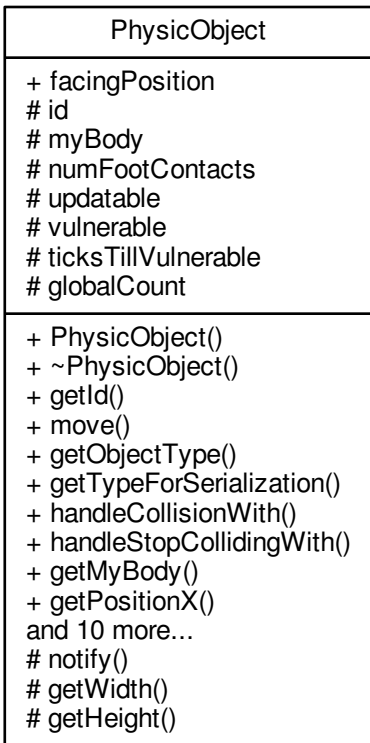 PhysicObject
+ facingPosition
# id
# myBody
# numFootContacts
# updatable
# vulnerable
# ticksTillVulnerable
# globalCount
+ PhysicObject()
+ ~PhysicObject()
+ getId()
+ move()
+ getObjectType()
+ getTypeForSerialization()
+ handleCollisionWith()
+ handleStopCollidingWith()
+ getMyBody()
+ getPositionX()
and 10 more...
# notify()
# getWidth()
# getHeight()